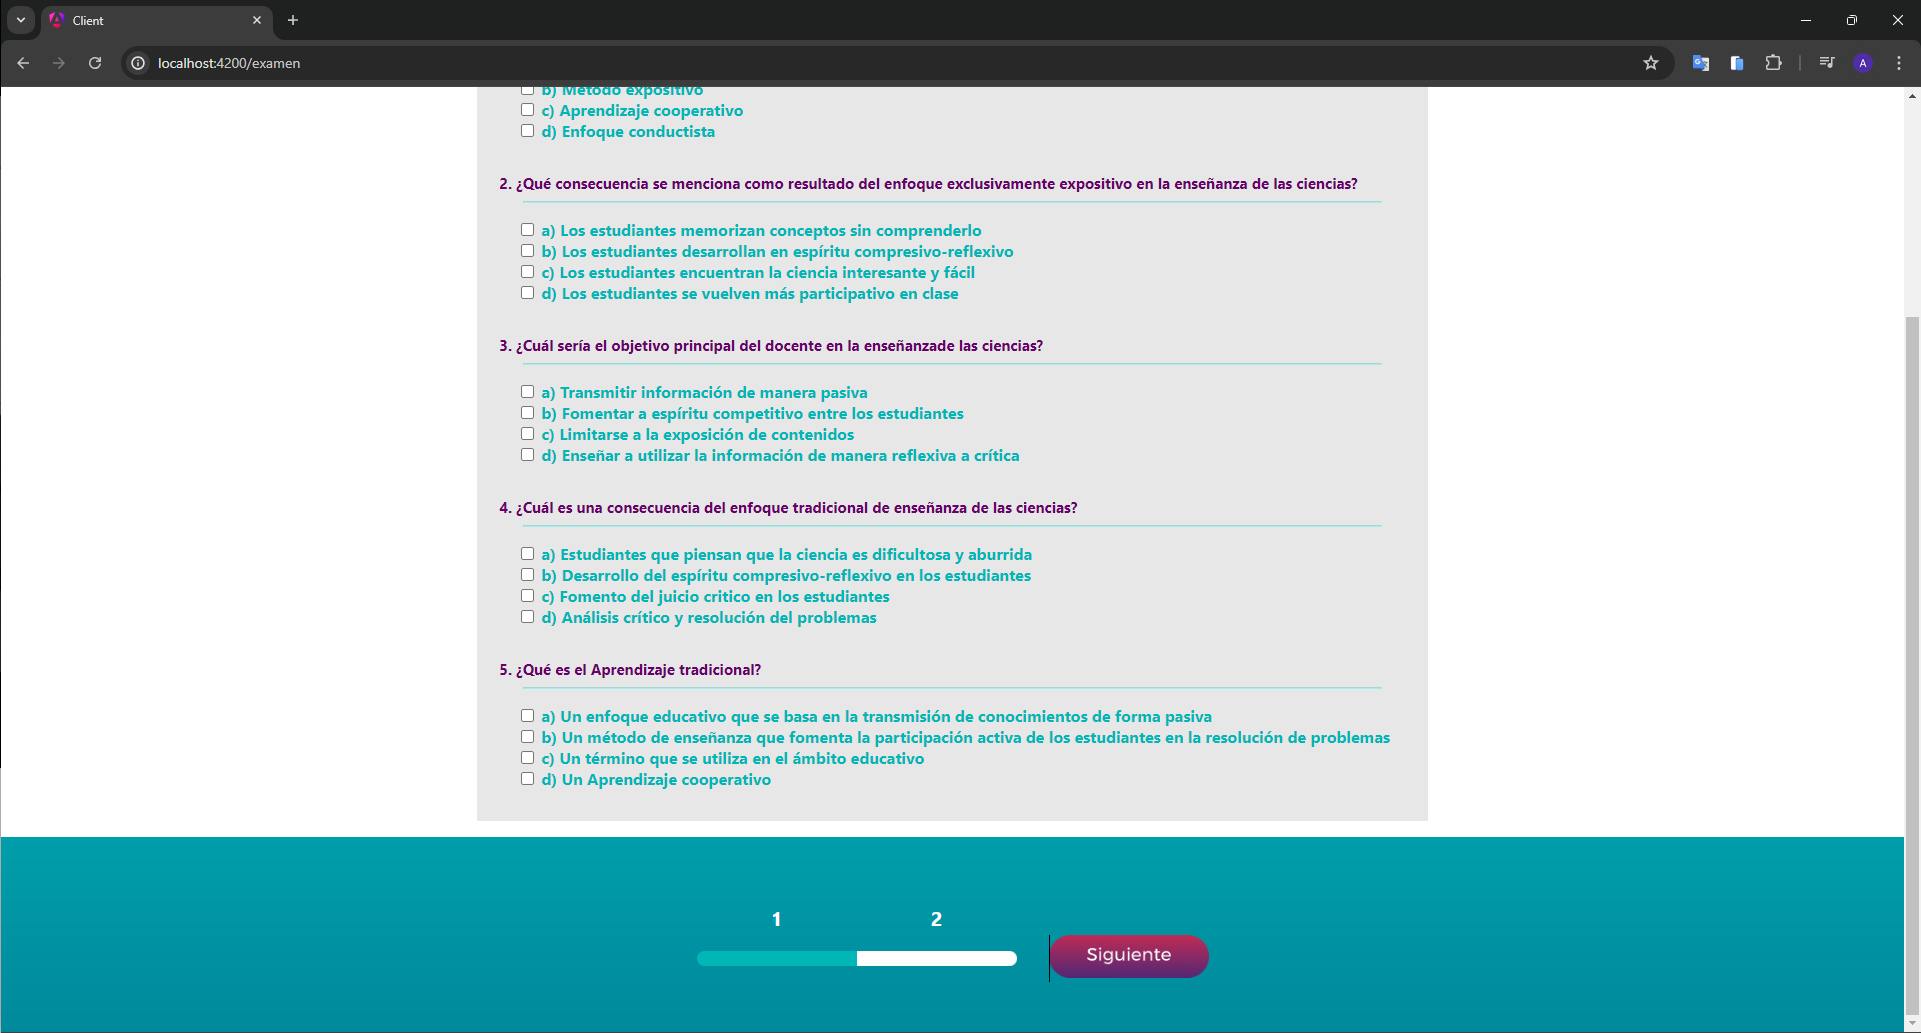 Client
localhost:4200/examen
b) Método expositivo
c) Aprendizaje cooperativo
d) Enfoque conductista
2. ¿Qué consecuencia se menciona como resultado del enfoque exclusivamente expositivo en la enseñanza de las ciencias?
a) Los estudiantes memorizan conceptos sin comprenderlo
b) Los estudiantes desarrollan en espíritu compresivo-reflexivo
c) Los estudiantes encuentran la ciencia interesante y fácil
d) Los estudiantes se vuelven más participativo en clase
3. ¿Cuál sería el objetivo principal del docente en la enseñanzade las ciencias?
a) Transmitir información de manera pasiva
b) Fomentar a espíritu competitivo entre los estudiantes
c) Limitarse a la exposición de contenidos
d) Enseñar a utilizar la información de manera reflexiva a crítica
4. ¿Cuál es una consecuencia del enfoque tradicional de enseñanza de las ciencias?
a) Estudiantes que piensan que la ciencia es dificultosa y aburrida
b) Desarrollo del espíritu compresivo-reflexivo en los estudiantes
c) Fomento del juicio critico en los estudiantes
d) Análisis crítico y resolución del problemas
5. ¿Qué es el Aprendizaje tradicional?
a) Un enfoque educativo que se basa en la transmisión de conocimientos de forma pasiva
b) Un método de enseñanza que fomenta la participación activa de los estudiantes en la resolución de problemas
c) Un término que se utiliza en el ámbito educativo
d) Un Aprendizaje cooperativo
1 2
Siguiente